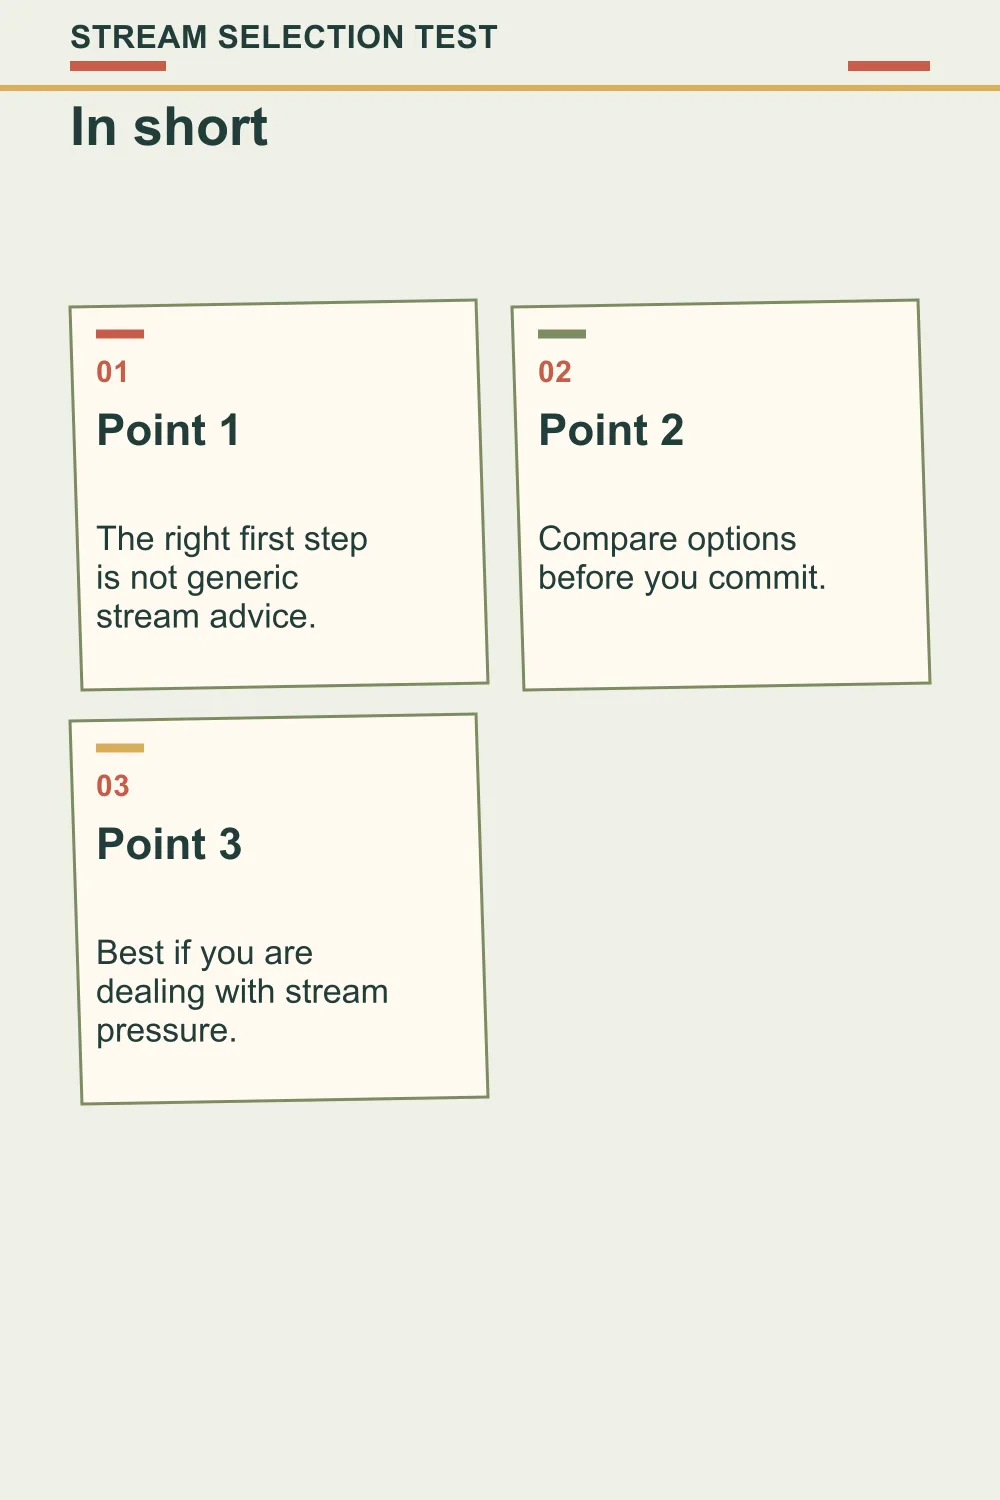 STREAM SELECTION TEST
In short
01
Point 1
The right first step
is not generic
stream advice.
02
Point 2
Compare options
before you commit.
03
Point 3
Best if you are
dealing with stream
pressure.